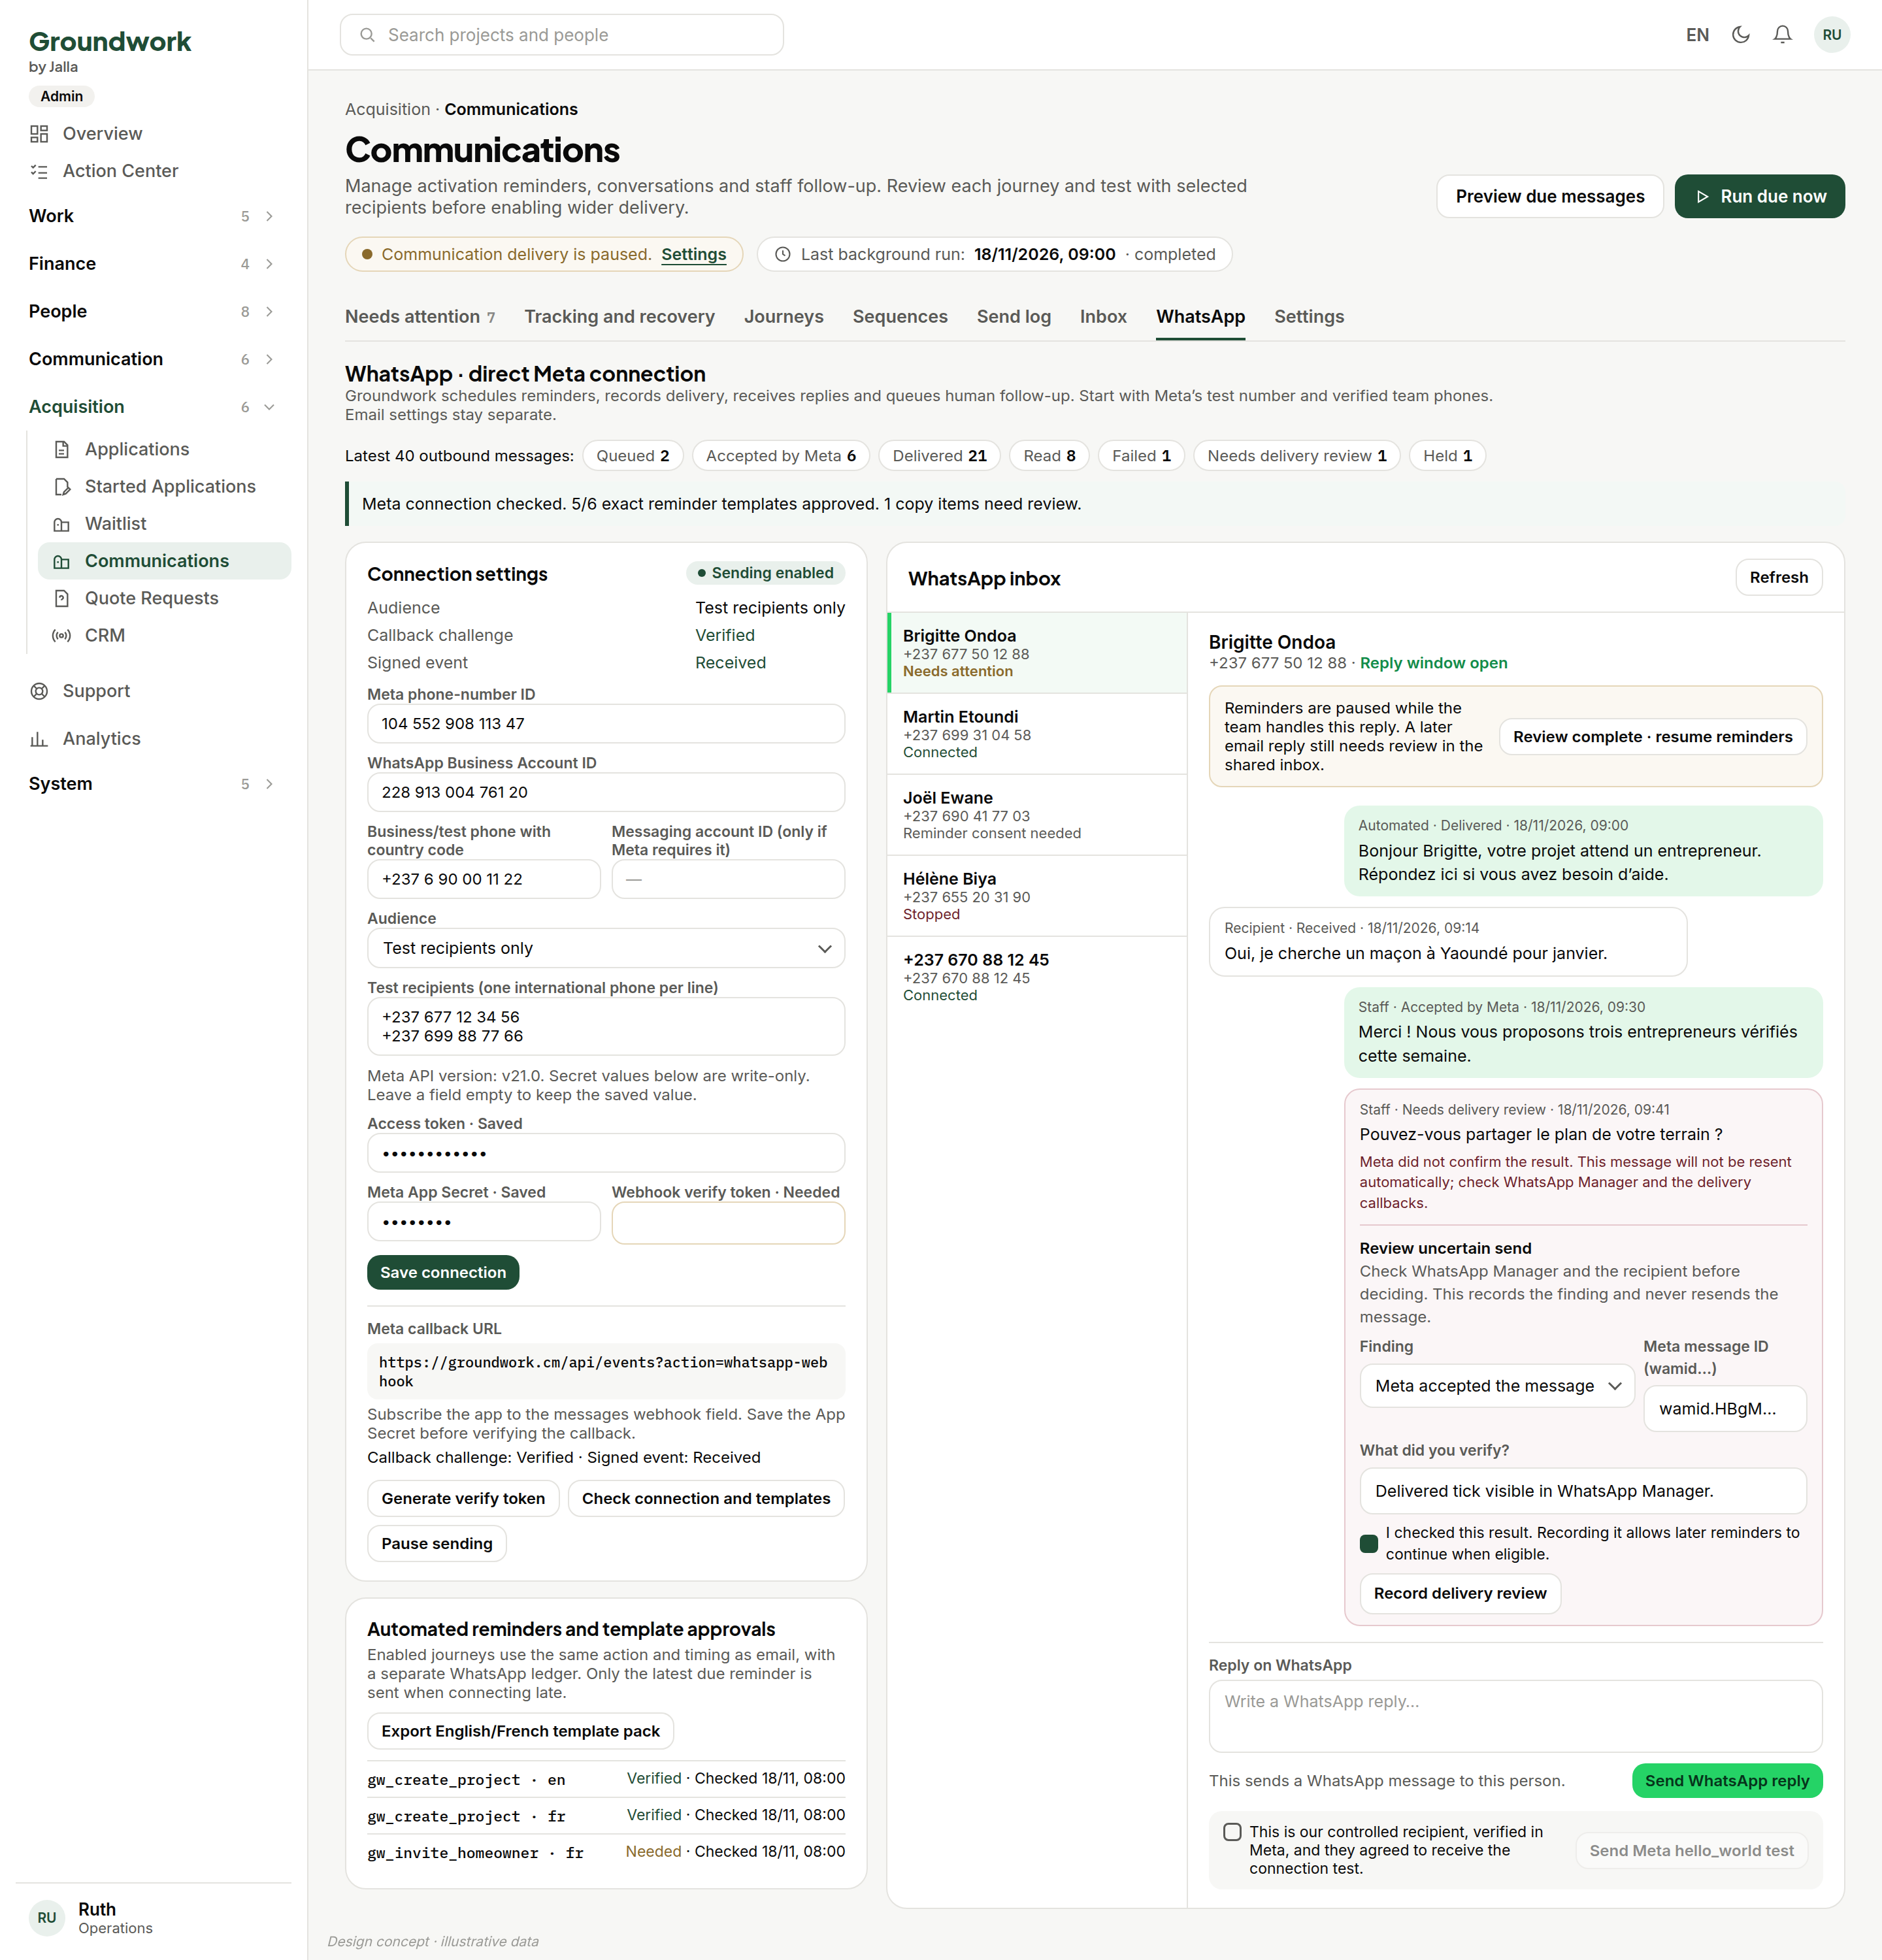 Groundwork
by Jalla
Admin
Overview
Action Center
Work 5
Finance 4
People 8
Communication 6
Acquisition 6
Applications
Started Applications
Waitlist
Communications
Quote Requests
CRM
Support
Analytics
System 5
RU
Ruth
Operations
Search projects and people
EN
RU
Acquisition · Communications
Communications
Manage activation reminders, conversations and staff follow-up. Review each journey and test with selected
recipients before enabling wider delivery.
Preview due messages
Run due now
Communication delivery is paused. Settings
Last background run: 18/11/2026, 09:00 · completed
Needs attention 7
Tracking and recovery
Journeys
Sequences
Send log
Inbox
WhatsApp
Settings
WhatsApp · direct Meta connection
Groundwork schedules reminders, records delivery, receives replies and queues human follow-up. Start with Meta’s test number and verified team phones.
Email settings stay separate.
Latest 40 outbound messages: Queued 2 Accepted by Meta 6 Delivered 21 Read 8 Failed 1 Needs delivery review 1 Held 1
Meta connection checked. 5/6 exact reminder templates approved. 1 copy items need review.
Connection settings
Sending enabled
Audience Test recipients only
Callback challenge Verified
Signed event Received
Meta phone-number ID
104 552 908 113 47
WhatsApp Business Account ID
228 913 004 761 20
Business/test phone with
country code
+237 6 90 00 11 22
Messaging account ID (only if
Meta requires it)
—
Audience
Test recipients only
Test recipients (one international phone per line)
+237 677 12 34 56
+237 699 88 77 66
Meta API version: v21.0. Secret values below are write-only.
Leave a field empty to keep the saved value.
Access token · Saved
••••••••••••
Meta App Secret · Saved
••••••••
Webhook verify token · Needed
Save connection
Meta callback URL
https://groundwork.cm/api/events?action=whatsapp-web
hook
Subscribe the app to the messages webhook field. Save the App
Secret before verifying the callback.
Callback challenge: Verified · Signed event: Received
Generate verify token
Check connection and templates
Pause sending
Automated reminders and template approvals
Enabled journeys use the same action and timing as email, with
a separate WhatsApp ledger. Only the latest due reminder is
sent when connecting late.
Export English/French template pack
gw_create_project · en Verified · Checked 18/11, 08:00
gw_create_project · fr Verified · Checked 18/11, 08:00
gw_invite_homeowner · fr Needed · Checked 18/11, 08:00
WhatsApp inbox
Refresh
Brigitte Ondoa
+237 677 50 12 88
Needs attention
Martin Etoundi
+237 699 31 04 58
Connected
Joël Ewane
+237 690 41 77 03
Reminder consent needed
Hélène Biya
+237 655 20 31 90
Stopped
+237 670 88 12 45
+237 670 88 12 45
Connected
Brigitte Ondoa
+237 677 50 12 88 · Reply window open
Reminders are paused while the
team handles this reply. A later
email reply still needs review in the
shared inbox.
Review complete · resume reminders
Automated · Delivered · 18/11/2026, 09:00
Bonjour Brigitte, votre projet attend un entrepreneur.
Répondez ici si vous avez besoin d’aide.
Recipient · Received · 18/11/2026, 09:14
Oui, je cherche un maçon à Yaoundé pour janvier.
Staff · Accepted by Meta · 18/11/2026, 09:30
Merci ! Nous vous proposons trois entrepreneurs vérifiés
cette semaine.
Staff · Needs delivery review · 18/11/2026, 09:41
Pouvez-vous partager le plan de votre terrain ?
Meta did not confirm the result. This message will not be resent
automatically; check WhatsApp Manager and the delivery
callbacks.
Review uncertain send
Check WhatsApp Manager and the recipient before
deciding. This records the finding and never resends the
message.
Finding
Meta accepted the message
Meta message ID
(wamid…)
wamid.HBgM…
What did you verify?
Delivered tick visible in WhatsApp Manager.
I checked this result. Recording it allows later reminders to
continue when eligible.
Record delivery review
Reply on WhatsApp
Write a WhatsApp reply…
This sends a WhatsApp message to this person.
Send WhatsApp reply
This is our controlled recipient, verified in
Meta, and they agreed to receive the
connection test.
Send Meta hello_world test
Design concept · illustrative data